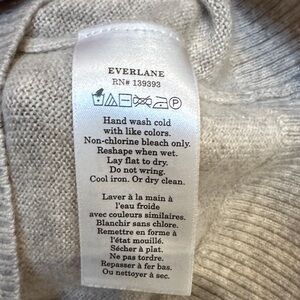 EVERLANE
RN# 139393
Hand wash cold
with like colors.
Non-chlorine bleach only.
Reshape when wet.
Lay flat to dry.
Do not wring.
Cool iron. Or dry clean.
Laver à la main à
l'eau froide
avec couleurs similaires.
Blanchir sans chlore.
Remettre en forme à
l'état mouillé.
Sécher à plat.
Ne pas tordre.
Repasser à fer bas.
Ou nettoyer à sec.